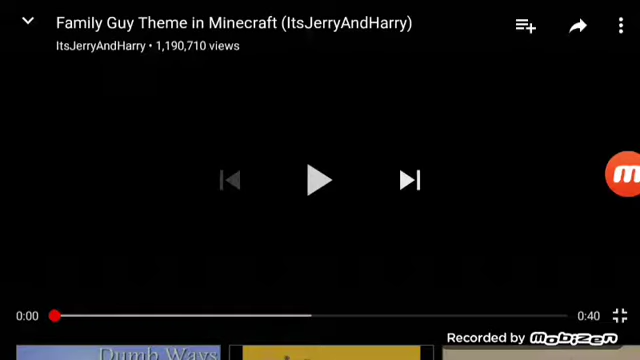 Family Guy Theme in Minecraft (ItsJerryAndHarry)
ItsJerryAndHarry • 1,190,710 views
m
0:00
0:40
Recorded by
mobizen
Dumb Ways